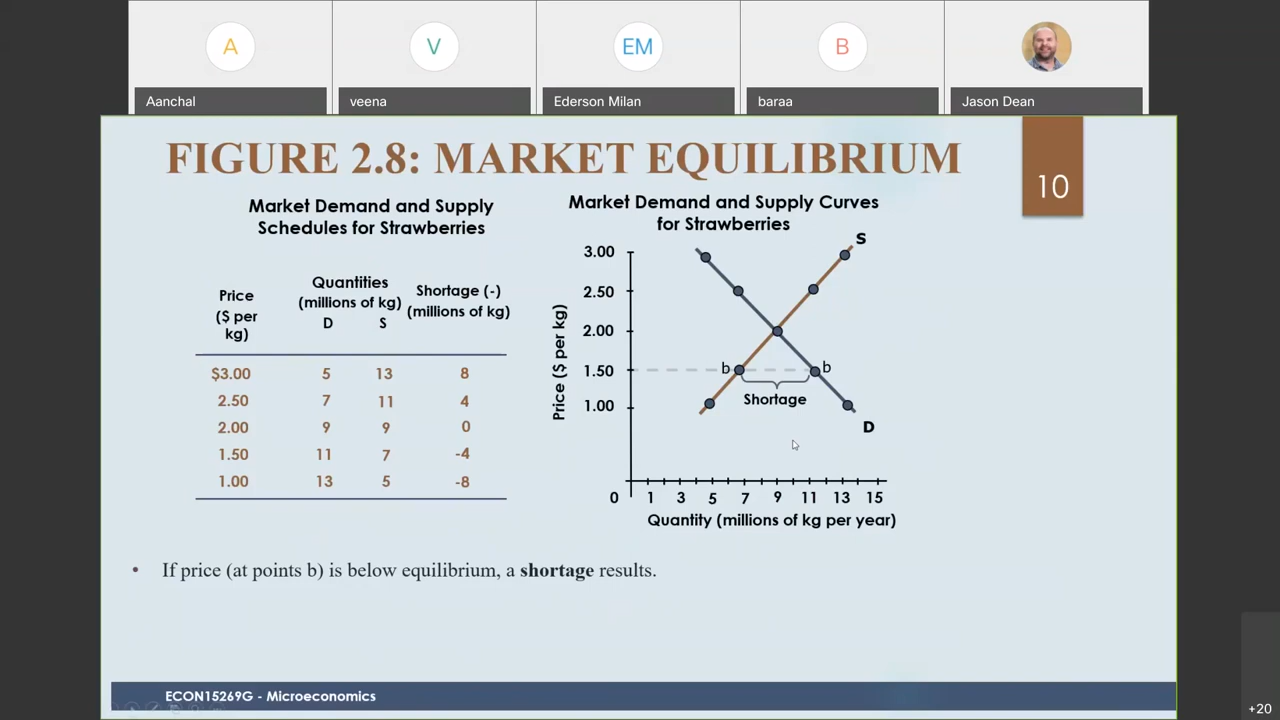 A
V
EM
B
Aanchal
veena
Ederson Milan
baraa
Jason Dean
FIGURE 2.8: MARKET EQUILIBRIUM
10
Market Demand and Supply
Schedules for Strawberries
Price
($ per
kg)
Quantities
(millions of kg)
D S
Shortage (-)
(millions of kg)
$3.00 5 13 8
2.50 7 11 4
2.00 9 9 0
1.50 11 7 -4
1.00 13 5 -8
Market Demand and Supply Curves
for Strawberries
S
3.00
2.50
2.00
1.50
1.00
Price ($ per kg)
b
b
Shortage
D
0 1 3 5 7 9 11 13 15
Quantity (millions of kg per year)
• If price (at points b) is below equilibrium, a shortage results.
ECON15269G - Microeconomics
+20